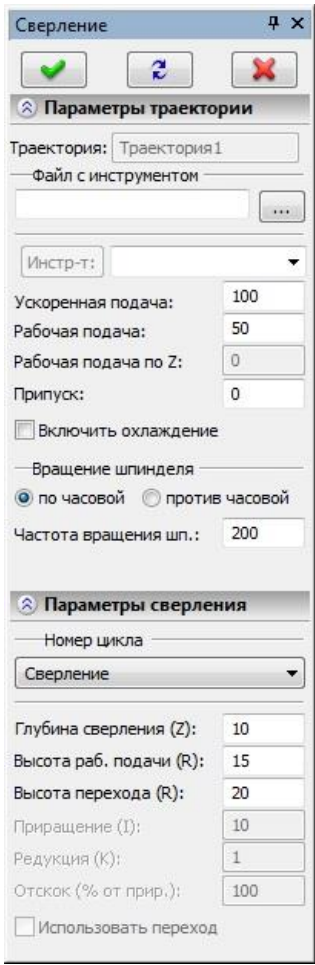 Сверление
Параметры траектории
Траектория: Траектория1
Файл с инструментом
...
Инстр-т:
Ускоренная подача: 100
Рабочая подача: 50
Рабочая подача по Z: 0
Припуск: 0
Включить охлаждение
Вращение шпинделя
по часовой против часовой
Частота вращения шп.: 200
Параметры сверления
Номер цикла
Сверление
Глубина сверления (Z): 10
Высота раб. подачи (R): 15
Высота перехода (R): 20
Приращение (I): 10
Редукция (K): 1
Отскок (% от прир.): 100
Использовать переход